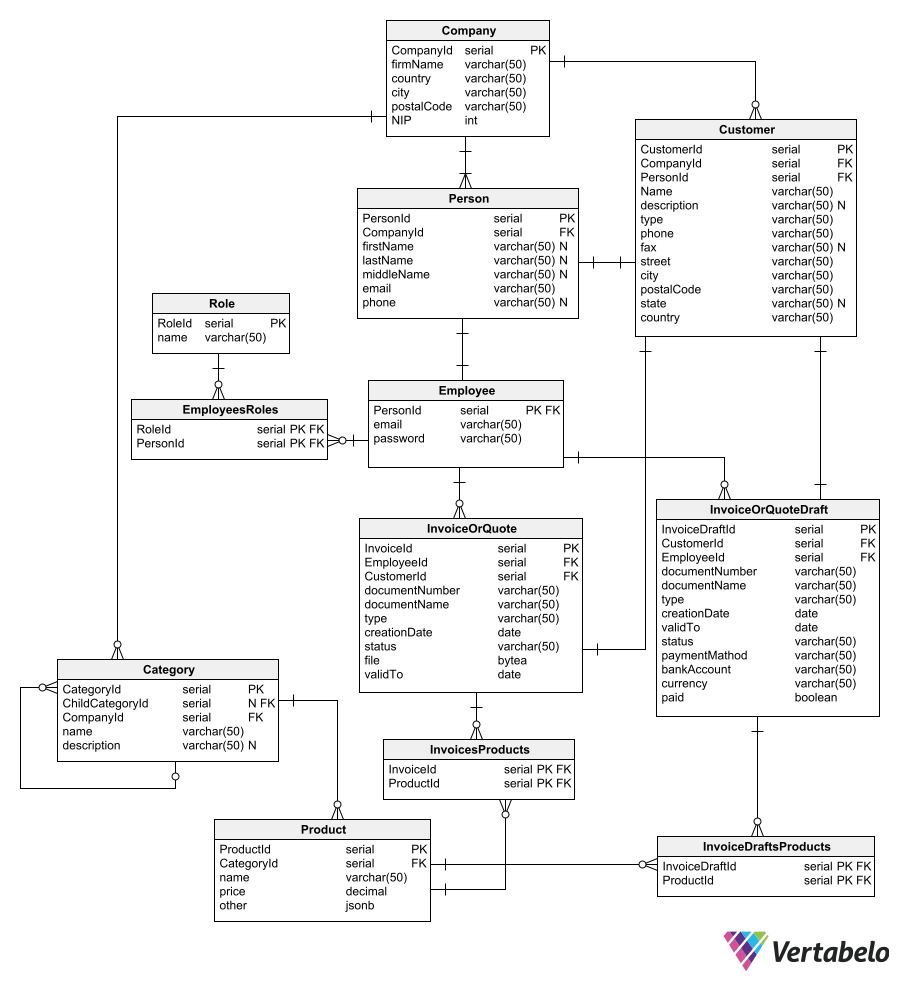 Company
CompanyId serial PK
firmName varchar(50)
country varchar(50)
city varchar(50)
postalCode varchar(50)
NIP int
Customer
CustomerId serial PK
CompanyId serial FK
PersonId serial FK
Name varchar(50)
description varchar(50) N
type varchar(50)
phone varchar(50)
fax varchar(50) N
street varchar(50)
city varchar(50)
postalCode varchar(50)
state varchar(50) N
country varchar(50)
Person
PersonId serial PK
CompanyId serial FK
firstName varchar(50) N
lastName varchar(50) N
middleName varchar(50) N
email varchar(50)
phone varchar(50) N
Role
RoleId serial PK
name varchar(50)
EmployeesRoles
RoleId serial PK FK
PersonId serial PK FK
Employee
PersonId serial PK FK
email varchar(50)
password varchar(50)
InvoiceOrQuote
InvoiceId serial PK
EmployeeId serial FK
CustomerId serial FK
documentNumber varchar(50)
documentName varchar(50)
type varchar(50)
creationDate date
status varchar(50)
file bytea
validTo date
InvoiceOrQuoteDraft
InvoiceDraftId serial PK
CustomerId serial FK
EmployeeId serial FK
documentNumber varchar(50)
documentName varchar(50)
type varchar(50)
creationDate date
validTo date
status varchar(50)
paymentMathod varchar(50)
bankAccount varchar(50)
currency varchar(50)
paid boolean
Category
CategoryId serial PK
ChildCategoryId serial N FK
CompanyId serial FK
name varchar(50)
description varchar(50) N
InvoicesProducts
InvoiceId serial PK FK
ProductId serial PK FK
Product
ProductId serial PK
CategoryId serial FK
name varchar(50)
price decimal
other jsonb
InvoiceDraftsProducts
InvoiceDraftId serial PK FK
ProductId serial PK FK
Vertabelo